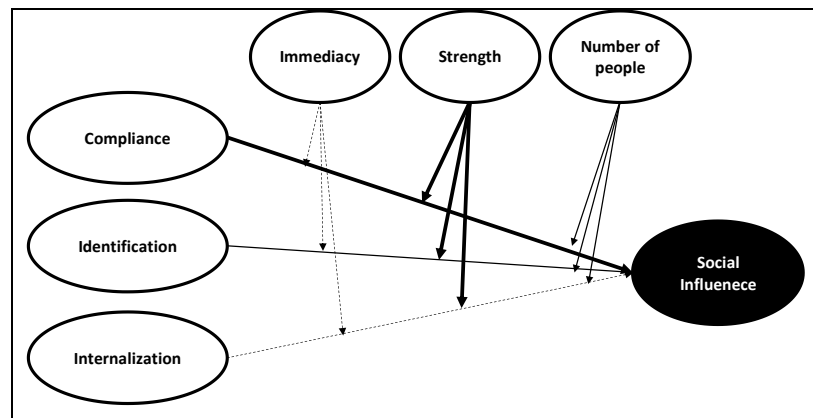 Immediacy
Strength
Number of
people
Compliance
Identification
Internalization
Social
Influenece